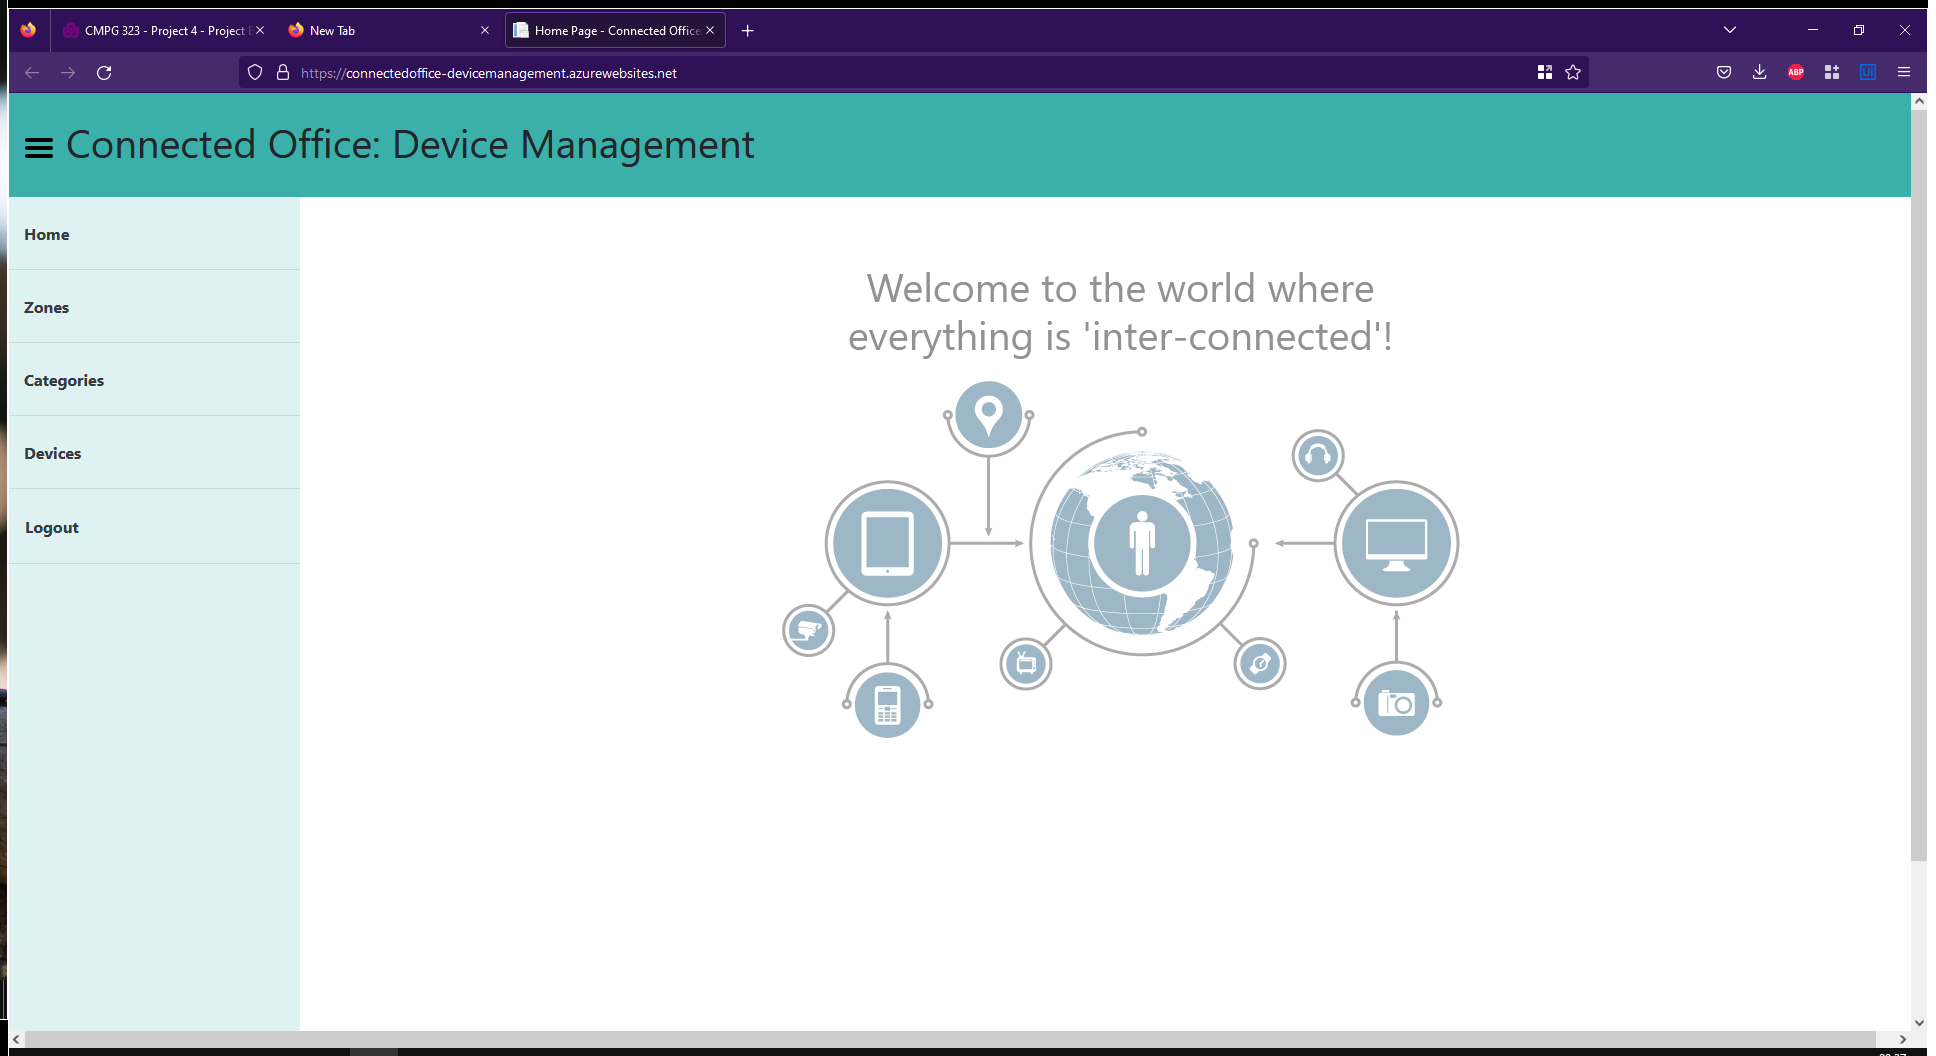 CMPG 323 - Project 4 - Project
New Tab
Home Page - Connected Office
https://connectedoffice-devicemanagement.azurewebsites.net
ABP
Ui
Connected Office: Device Management
Home
Zones
Categories
Devices
Logout
Welcome to the world where
everything is 'inter-connected'!